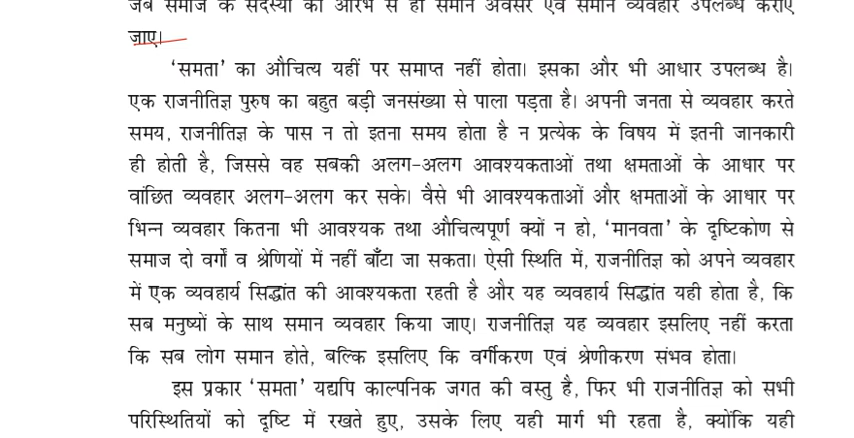 जब समाज के सदस्यों को आरंभ से ही समान अवसर एवं समान व्यवहार उपलब्ध कराए
जाए।
‘समता’ का औचित्य यहीं पर समाप्त नहीं होता। इसका और भी आधार उपलब्ध है।
एक राजनीतिज्ञ पुरुष का बहुत बड़ी जनसंख्या से पाला पड़ता है। अपनी जनता से व्यवहार करते
समय, राजनीतिज्ञ के पास न तो इतना समय होता है न प्रत्येक के विषय में इतनी जानकारी
ही होती है, जिससे वह सबकी अलग-अलग आवश्यकताओं तथा क्षमताओं के आधार पर
वांछित व्यवहार अलग-अलग कर सके। वैसे भी आवश्यकताओं और क्षमताओं के आधार पर
भिन्न व्यवहार कितना भी आवश्यक तथा औचित्यपूर्ण क्यों न हो, ‘मानवता’ के दृष्टिकोण से
समाज दो वर्गों व श्रेणियों में नहीं बाँटा जा सकता। ऐसी स्थिति में, राजनीतिज्ञ को अपने व्यवहार
में एक व्यवहार्य सिद्धांत की आवश्यकता रहती है और यह व्यवहार्य सिद्धांत यही होता है, कि
सब मनुष्यों के साथ समान व्यवहार किया जाए। राजनीतिज्ञ यह व्यवहार इसलिए नहीं करता
कि सब लोग समान होते, बल्कि इसलिए कि वर्गीकरण एवं श्रेणीकरण संभव होता।
इस प्रकार ‘समता’ यद्यपि काल्पनिक जगत की वस्तु है, फिर भी राजनीतिज्ञ को सभी
परिस्थितियों को दृष्टि में रखते हुए, उसके लिए यही मार्ग भी रहता है, क्योंकि यही